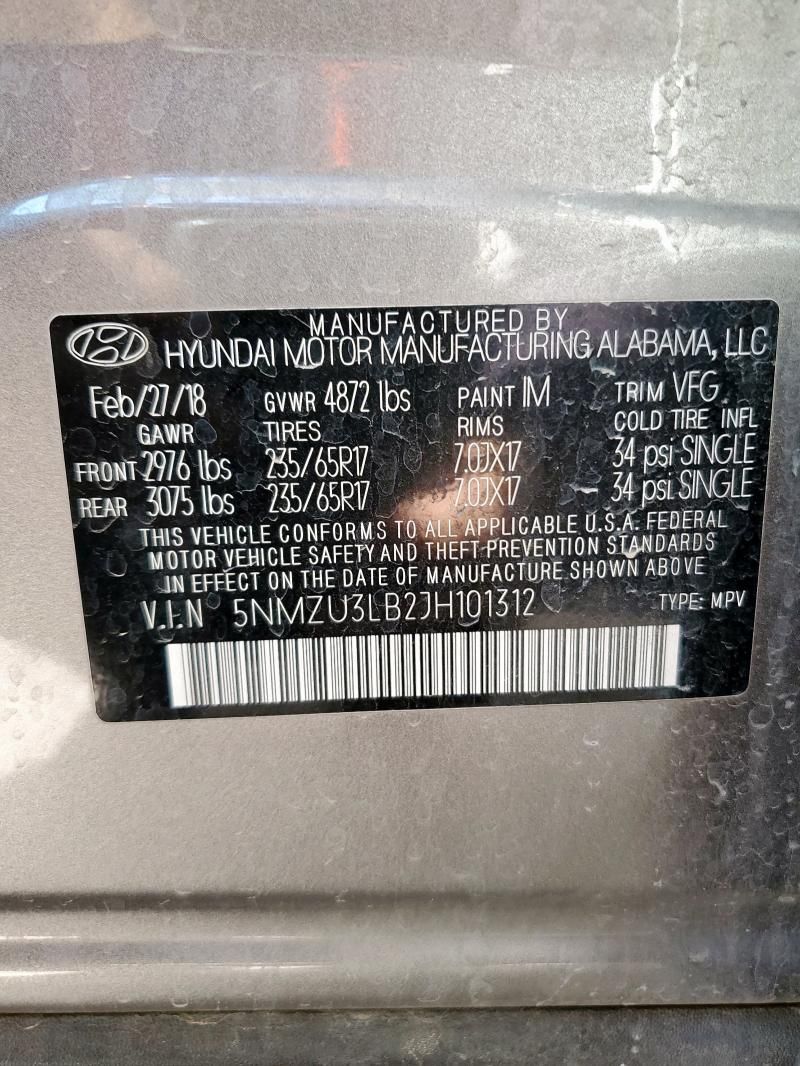 MANUFACTURED BY
HYUNDAI MOTOR MANUFACTURING ALABAMA, LLC
Feb/27/18 GVWR 4872 lbs PAINT IM TRIM VFG
GAWR TIRES RIMS COLD TIRE INFL
FRONT 2976 lbs 235/65R17 7.0JX17 34 psi SINGLE
REAR 3075 lbs 235/65R17 7.0JX17 34 psi. SINGLE
THIS VEHICLE CONFORMS TO ALL APPLICABLE U.S.A. FEDERAL
MOTOR VEHICLE SAFETY AND THEFT PREVENTION STANDARDS
IN EFFECT ON THE DATE OF MANUFACTURE SHOWN ABOVE
V.I.N 5NMZU3LB2JH101312 TYPE: MPV